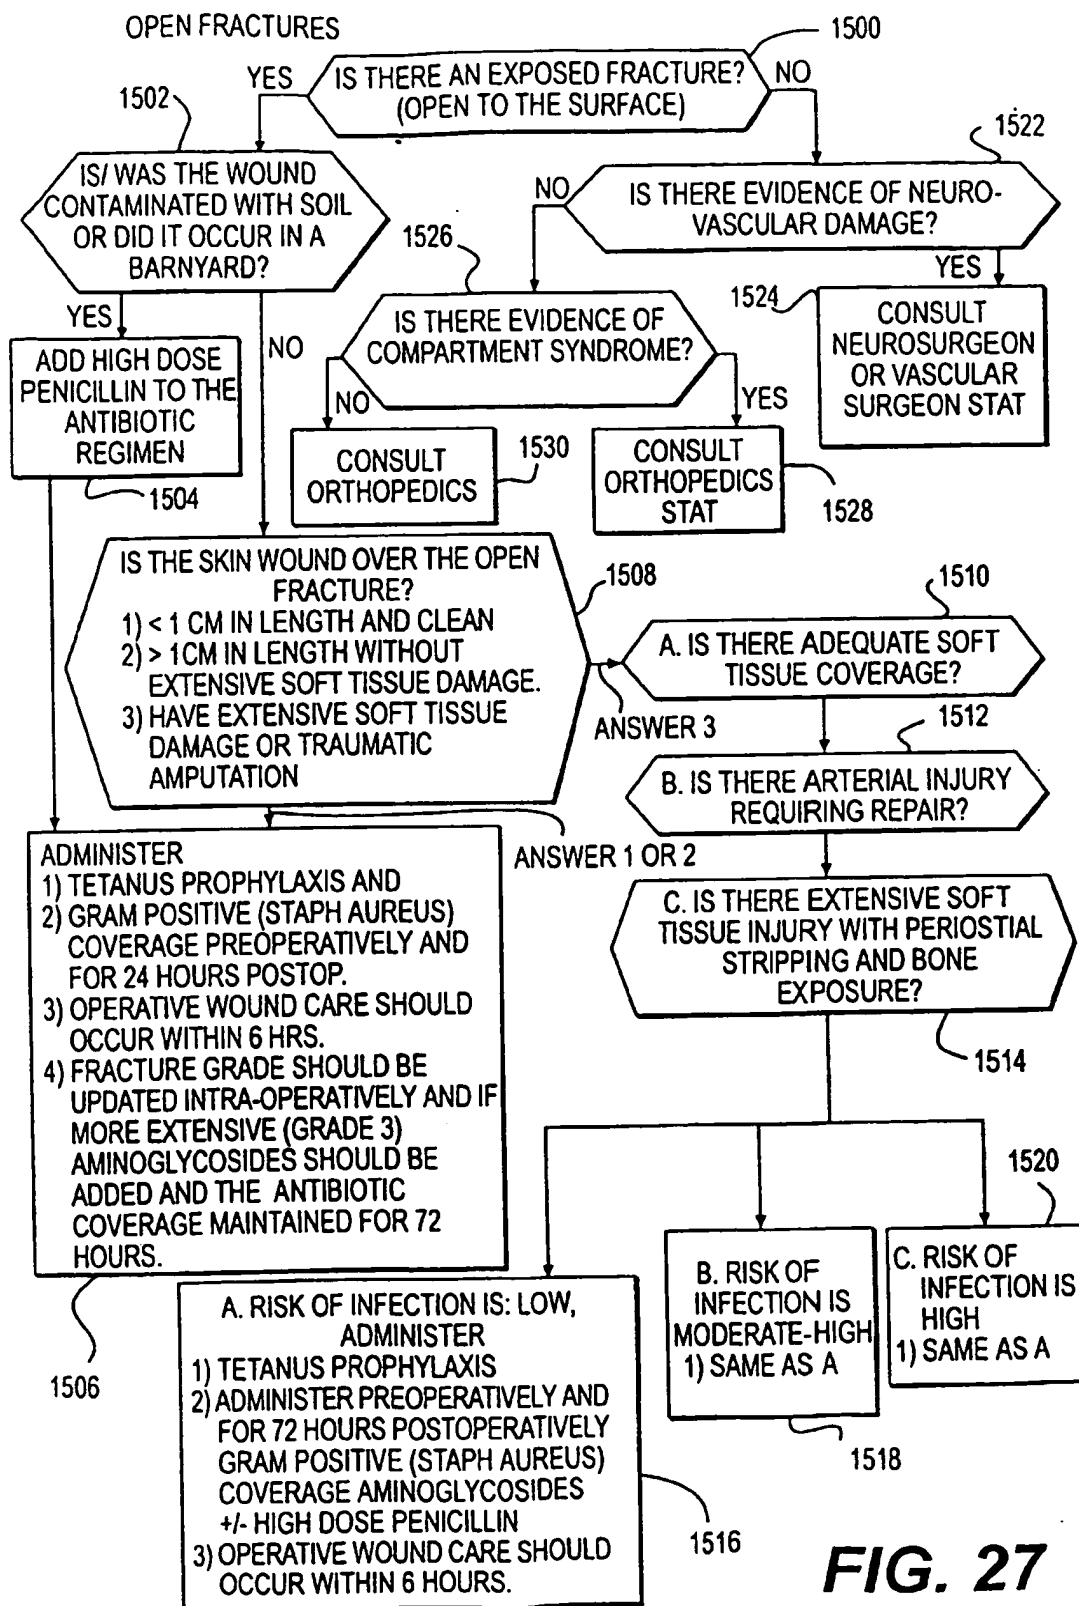 OPEN FRACTURES
1500
IS THERE AN EXPOSED FRACTURE?
(OPEN TO THE SURFACE)
YES
NO
1502
IS/ WAS THE WOUND
CONTAMINATED WITH SOIL
OR DID IT OCCUR IN A
BARNYARD?
1522
IS THERE EVIDENCE OF NEURO-
VASCULAR DAMAGE?
NO
YES
1526
IS THERE EVIDENCE OF
COMPARTMENT SYNDROME?
1524
CONSULT
NEUROSURGEON
OR VASCULAR
SURGEON STAT
YES
NO
ADD HIGH DOSE
PENICILLIN TO THE
ANTIBIOTIC
REGIMEN
1504
NO
YES
CONSULT
ORTHOPEDICS
1530
CONSULT
ORTHOPEDICS
STAT
1528
IS THE SKIN WOUND OVER THE OPEN
FRACTURE?
1) < 1 CM IN LENGTH AND CLEAN
2) > 1CM IN LENGTH WITHOUT
EXTENSIVE SOFT TISSUE DAMAGE.
3) HAVE EXTENSIVE SOFT TISSUE
DAMAGE OR TRAUMATIC
AMPUTATION
1508
ANSWER 3
1510
A. IS THERE ADEQUATE SOFT
TISSUE COVERAGE?
1512
B. IS THERE ARTERIAL INJURY
REQUIRING REPAIR?
ANSWER 1 OR 2
C. IS THERE EXTENSIVE SOFT
TISSUE INJURY WITH PERIOSTIAL
STRIPPING AND BONE
EXPOSURE?
1514
ADMINISTER
1) TETANUS PROPHYLAXIS AND
2) GRAM POSITIVE (STAPH AUREUS)
COVERAGE PREOPERATIVELY AND
FOR 24 HOURS POSTOP.
3) OPERATIVE WOUND CARE SHOULD
OCCUR WITHIN 6 HRS.
4) FRACTURE GRADE SHOULD BE
UPDATED INTRA-OPERATIVELY AND IF
MORE EXTENSIVE (GRADE 3)
AMINOGLYCOSIDES SHOULD BE
ADDED AND THE ANTIBIOTIC
COVERAGE MAINTAINED FOR 72
HOURS.
1506
A. RISK OF INFECTION IS: LOW,
ADMINISTER
1) TETANUS PROPHYLAXIS
2) ADMINISTER PREOPERATIVELY AND
FOR 72 HOURS POSTOPERATIVELY
GRAM POSITIVE (STAPH AUREUS)
COVERAGE AMINOGLYCOSIDES
+/- HIGH DOSE PENICILLIN
3) OPERATIVE WOUND CARE SHOULD
OCCUR WITHIN 6 HOURS.
1516
B. RISK OF
INFECTION IS
MODERATE-HIGH
1) SAME AS A
1518
1520
C. RISK OF
INFECTION IS
HIGH
1) SAME AS A
FIG. 27